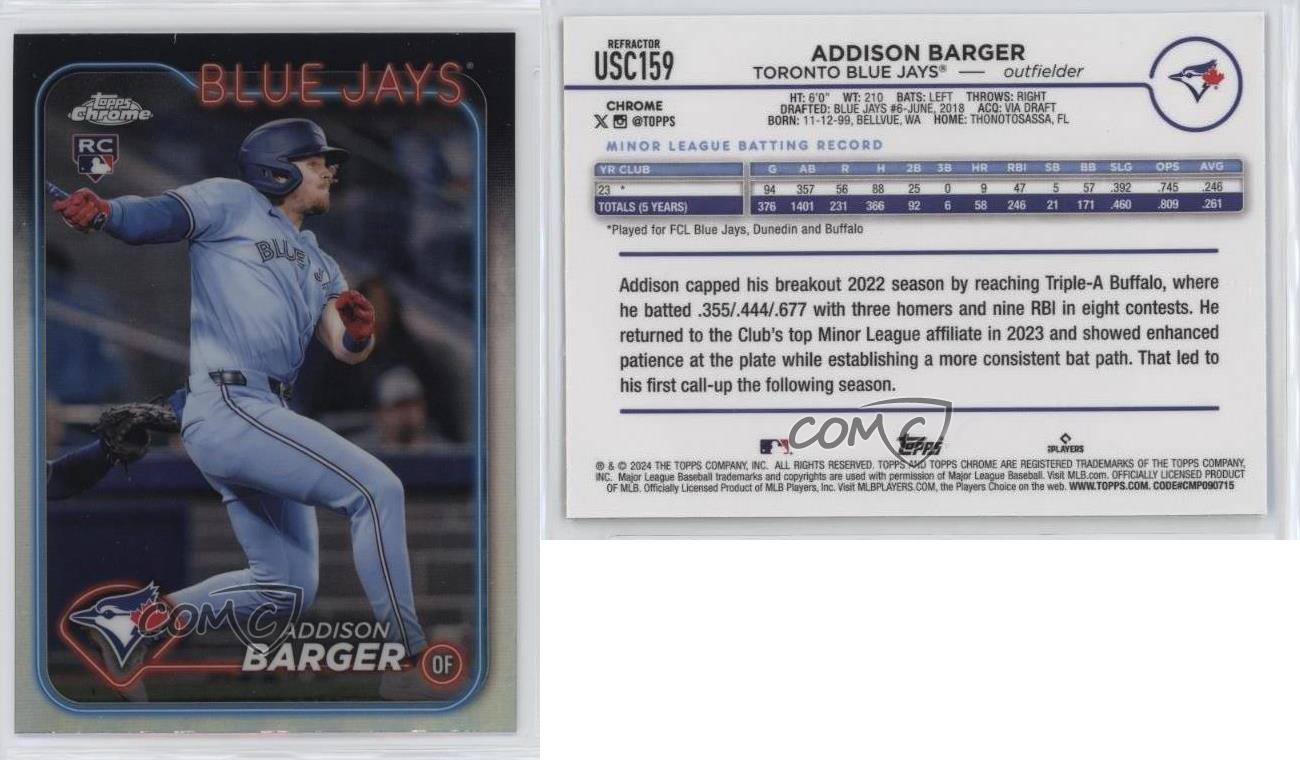 BLUE JAYS®
Topps
Chrome
RC
BLUE
COMC
ADDISON
BARGER
OF
REFRACTOR
USC159
ADDISON BARGER
TORONTO BLUE JAYS® — outfielder
HT: 6'0" WT: 210 BATS: LEFT THROWS: RIGHT
DRAFTED: BLUE JAYS #6-JUNE, 2018 ACQ: VIA DRAFT
BORN: 11-12-99, BELLVUE, WA HOME: THONOTOSASSA, FL
CHROME
X @TOPPS
MINOR LEAGUE BATTING RECORD
YR CLUB G AB R H 2B 3B HR RBI SB BB SLG OPS AVG
23 * 94 357 56 88 25 0 9 47 5 57 .392 .745 .246
TOTALS (5 YEARS) 376 1401 231 366 92 6 58 246 21 171 .460 .809 .261
*Played for FCL Blue Jays, Dunedin and Buffalo
Addison capped his breakout 2022 season by reaching Triple-A Buffalo, where
he batted .355/.444/.677 with three homers and nine RBI in eight contests. He
returned to the Club's top Minor League affiliate in 2023 and showed enhanced
patience at the plate while establishing a more consistent bat path. That led to
his first call-up the following season.
COMC
Topps
PLAYERS
® & © 2024 THE TOPPS COMPANY, INC. ALL RIGHTS RESERVED. TOPPS AND TOPPS CHROME ARE REGISTERED TRADEMARKS OF THE TOPPS COMPANY,
INC. Major League Baseball trademarks and copyrights are used with permission of Major League Baseball. Visit MLB.com. OFFICIALLY LICENSED PRODUCT
OF MLB. Officially Licensed Product of MLB Players, Inc. Visit MLBPLAYERS.COM, the Players Choice on the web. WWW.TOPPS.COM. CODE#CMP090715